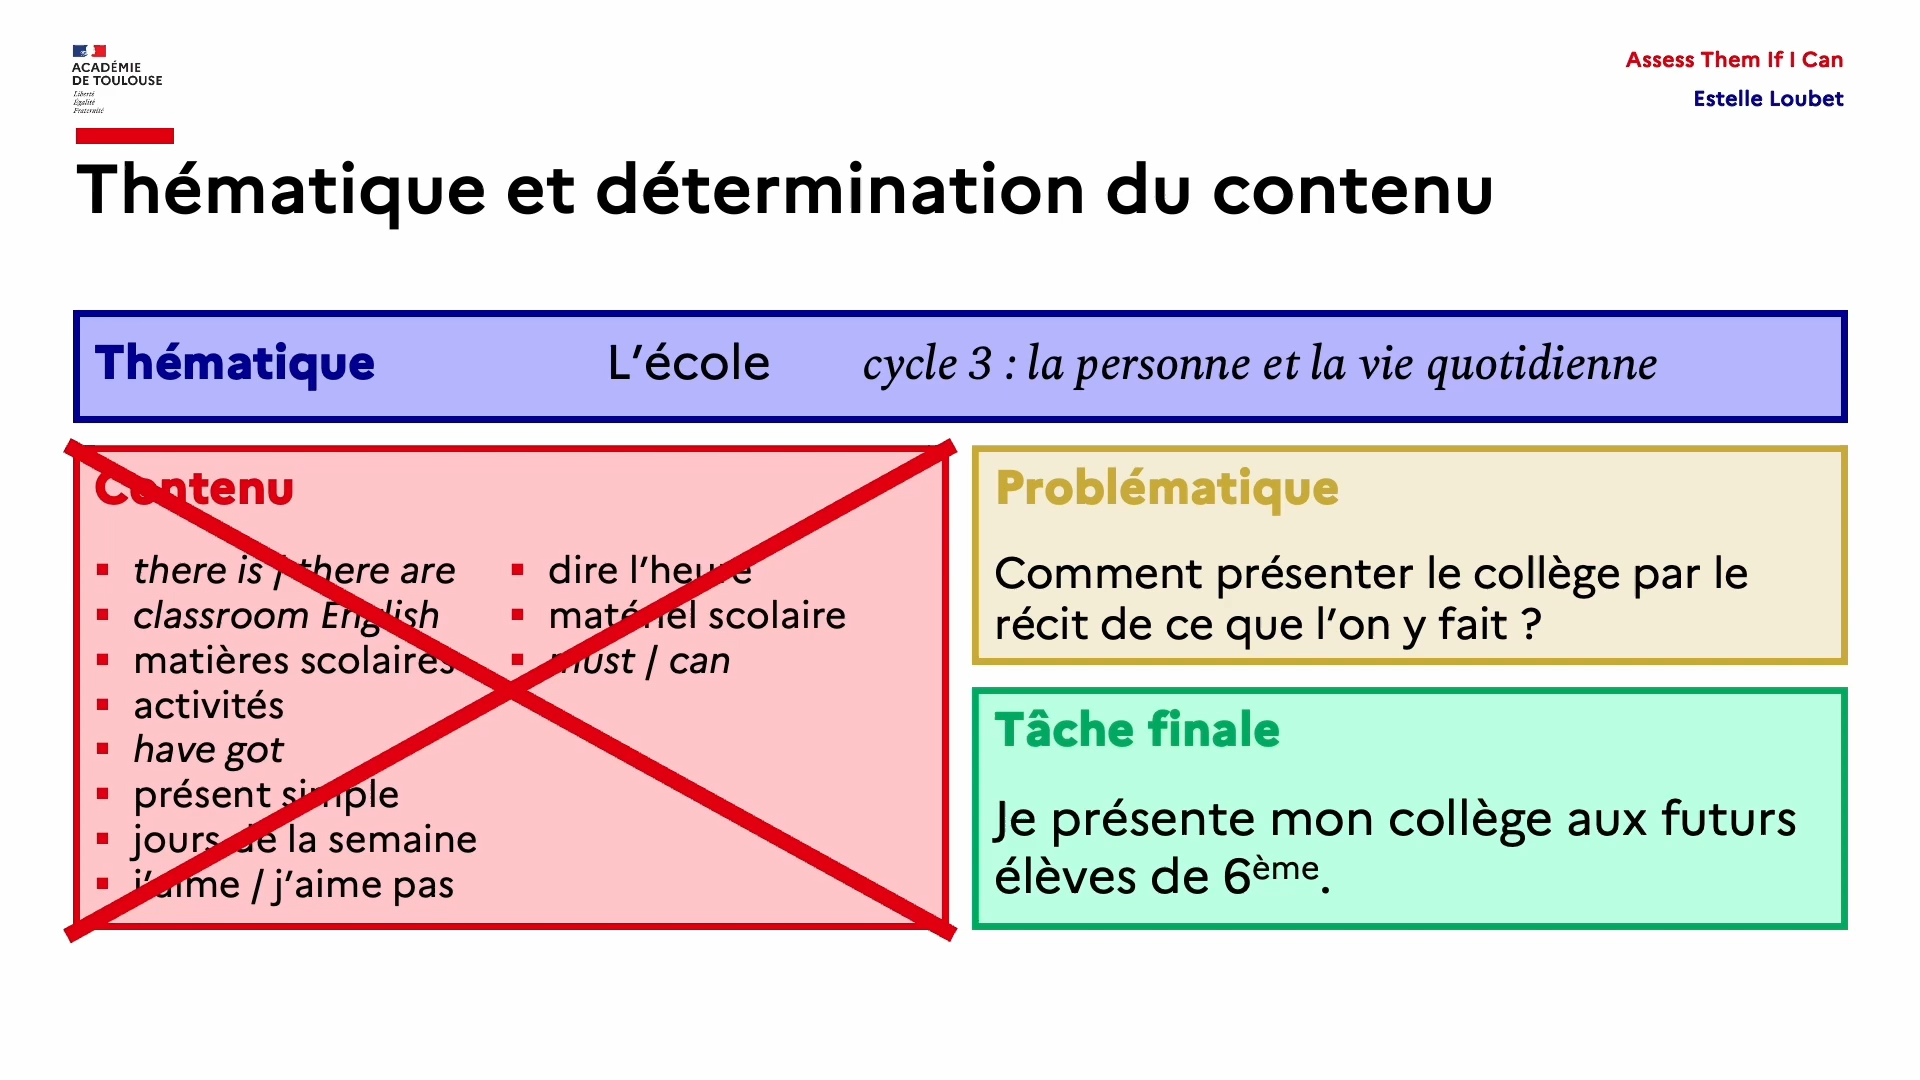 ACADÉMIE
DE TOULOUSE
Liberté
Égalité
Fraternité
Assess Them If I Can
Estelle Loubet
Thématique et détermination du contenu
Thématique L’école cycle 3 : la personne et la vie quotidienne
Contenu
there is / there are
classroom English
matières scolaires
activités
have got
présent simple
jours de la semaine
j’aime / j’aime pas
dire l’heure
matériel scolaire
must / can
Problématique
Comment présenter le collège par le
récit de ce que l’on y fait ?
Tâche finale
Je présente mon collège aux futurs
élèves de 6ème.